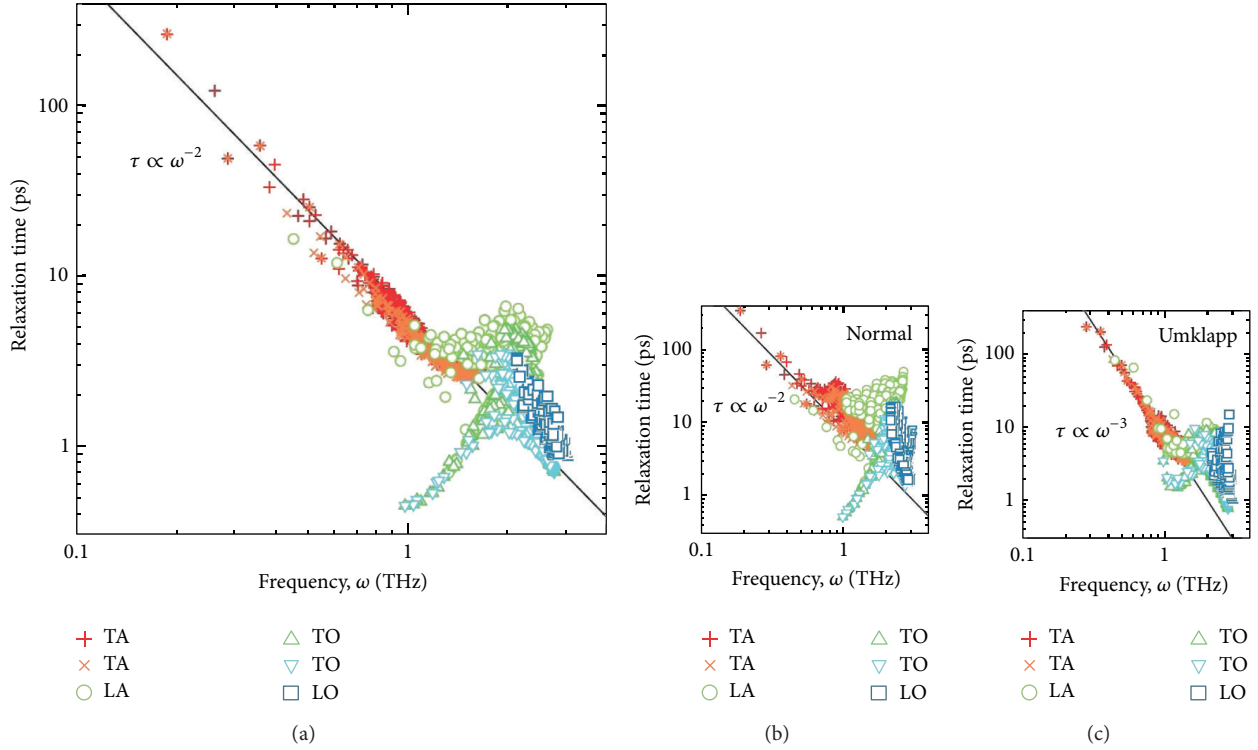 100
10
1
0.1
1
Relaxation time (ps)
τ ∝ ω⁻²
Frequency, ω (THz)
TA
TO
TA
TO
LA
LO
(a)
Normal
100
10
1
0.1
1
Relaxation time (ps)
τ ∝ ω⁻²
Frequency, ω (THz)
TA
TO
TA
TO
LA
LO
(b)
Umklapp
100
10
1
0.1
1
Relaxation time (ps)
τ ∝ ω⁻³
Frequency, ω (THz)
TA
TO
TA
TO
LA
LO
(c)